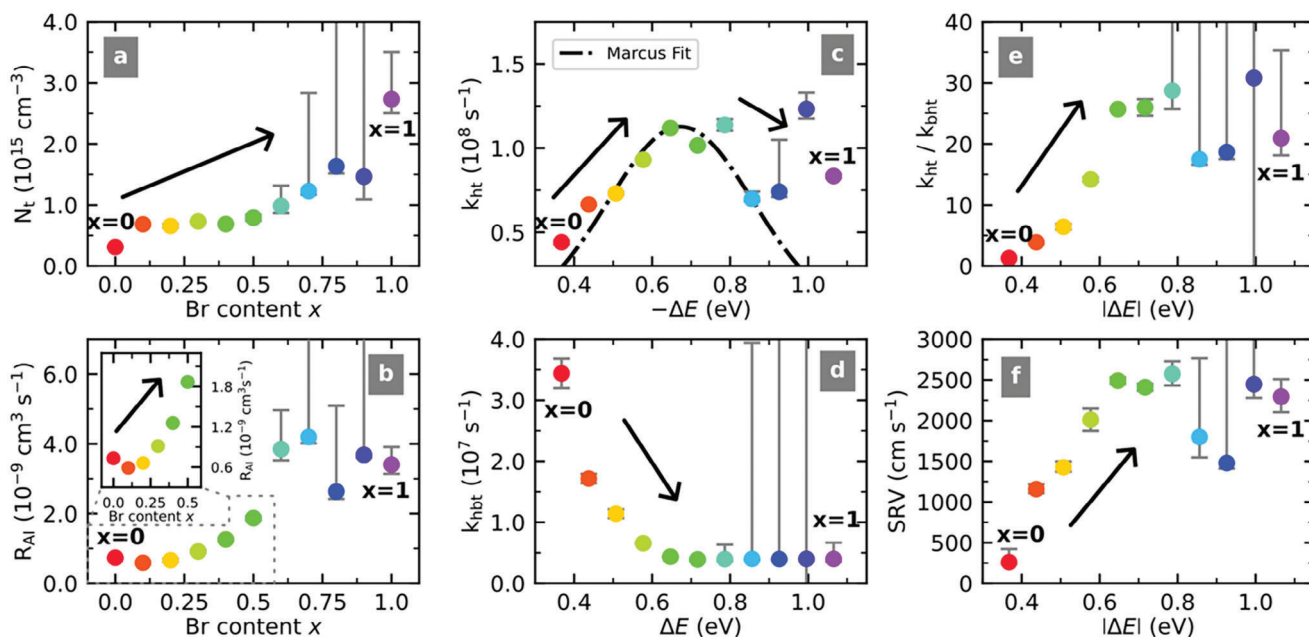 a
N_t (10^15 cm^-3)
4.0
3.0
2.0
1.0
0.0
x=0
x=1
0.0 0.25 0.5 0.75 1.0
Br content x
b
R_AI (10^-9 cm^3 s^-1)
6.0
4.0
2.0
0.0
1.8
1.2
0.6
R_AI (10^-9 cm^3s^-1)
0.0 0.25 0.5
Br content x
x=0
x=1
0.0 0.25 0.5 0.75 1.0
Br content x
c
Marcus Fit
k_ht (10^8 s^-1)
1.5
1.0
0.5
x=0
x=1
0.4 0.6 0.8 1.0
−ΔE (eV)
d
k_hbt (10^7 s^-1)
4.0
3.0
2.0
1.0
0.0
x=0
x=1
0.4 0.6 0.8 1.0
ΔE (eV)
e
k_ht / k_bht
40
30
20
10
0
x=0
x=1
0.4 0.6 0.8 1.0
|ΔE| (eV)
f
SRV (cm s^-1)
3000
2500
2000
1500
1000
500
0
x=0
x=1
0.4 0.6 0.8 1.0
|ΔE| (eV)